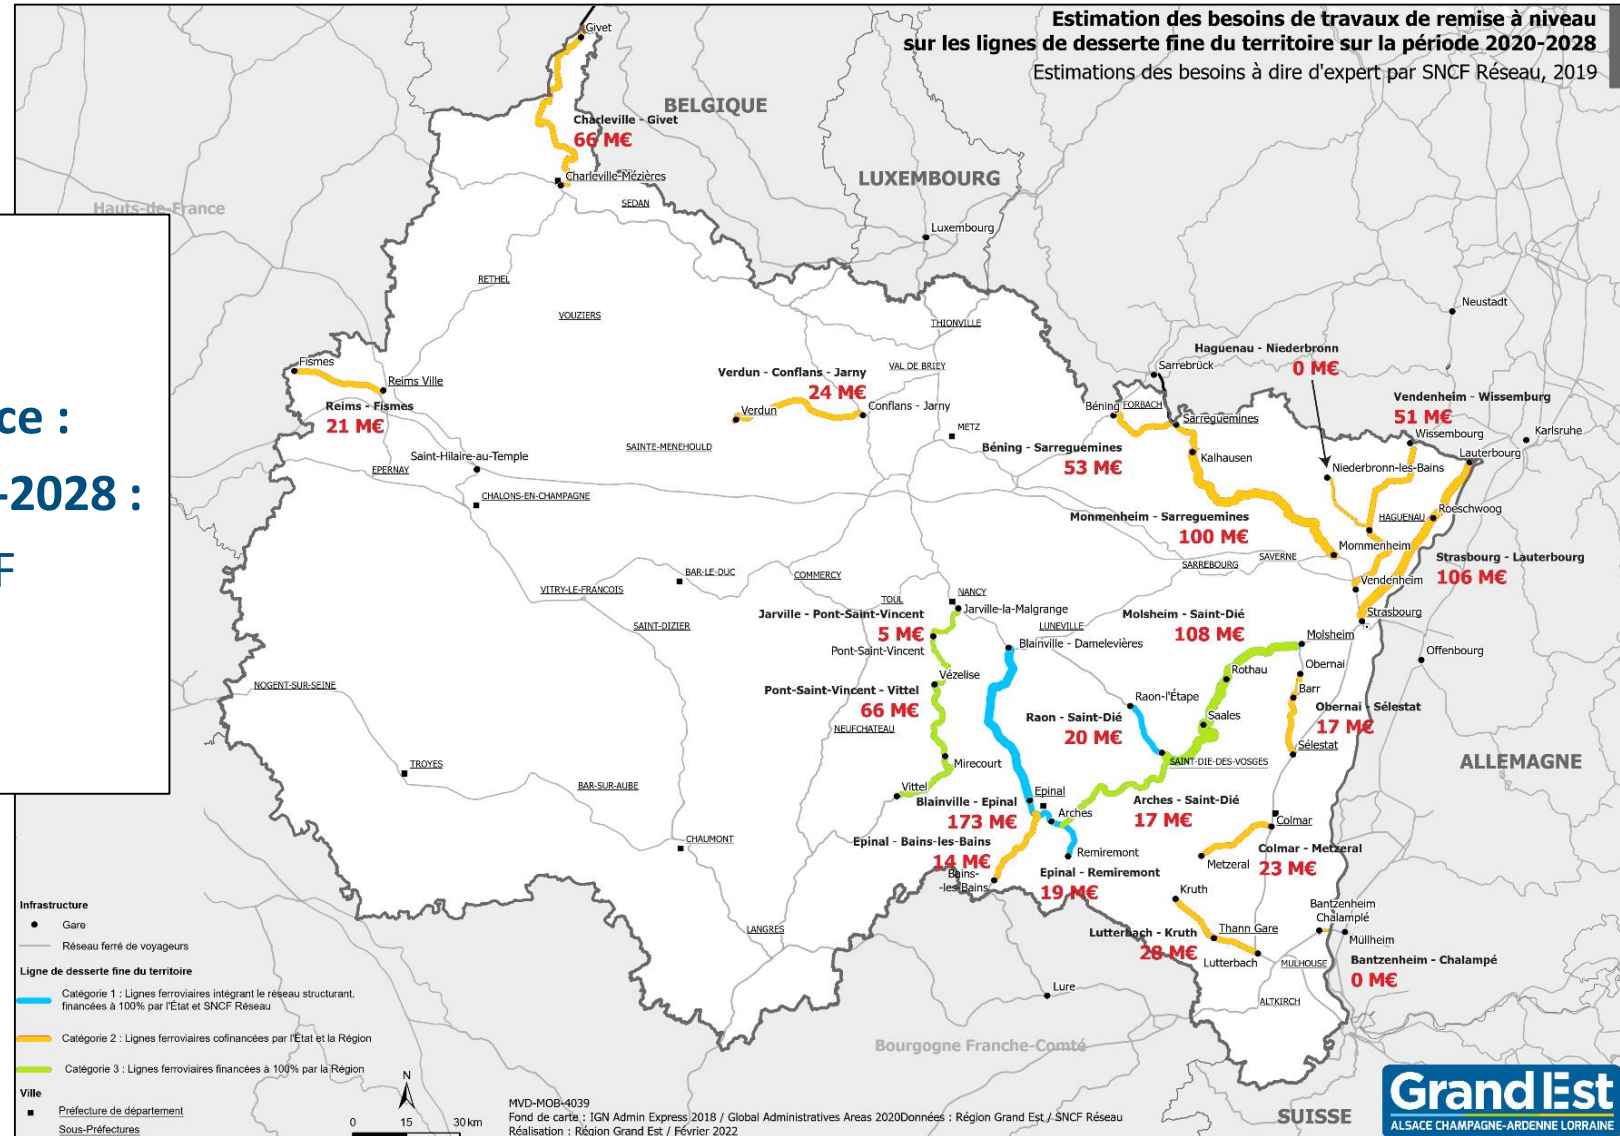 Estimation des besoins de travaux de remise à niveau
sur les lignes de desserte fine du territoire sur la période 2020-2028
Estimations des besoins à dire d'expert par SNCF Réseau, 2019
ce :
-2028 :
F
Givet
BELGIQUE
Charleville - Givet
66 M€
Charleville-Mézières
SEDAN
LUXEMBOURG
Luxembourg
Hauts-de-France
RETHEL
VOUZIERS
THIONVILLE
Neustadt
Haguenau - Niederbronn
0 M€
Sarrebrück
Fismes
Reims Ville
Reims - Fismes
21 M€
Verdun - Conflans - Jarny
24 M€
VAL DE BRIEY
Verdun
Conflans - Jarny
METZ
SAINTE-MENEHOULD
Béning
FORBACH
Sarreguemines
Béning - Sarreguemines
53 M€
Kalhausen
Vendenheim - Wissemburg
51 M€
Wissembourg
Karlsruhe
Lauterbourg
Niederbronn-les-Bains
Saint-Hilaire-au-Temple
EPERNAY
CHALONS-EN-CHAMPAGNE
Monmenheim - Sarreguemines
100 M€
HAGUENAU
Roeschwoog
Mommenheim
SAVERNE
SARREBOURG
Strasbourg - Lauterbourg
106 M€
Vendenheim
Strasbourg
BAR-LE-DUC
COMMERCY
VITRY-LE-FRANCOIS
SAINT-DIZIER
TOUL
NANCY
Jarville-la-Malgrange
Jarville - Pont-Saint-Vincent
5 M€
Pont-Saint-Vincent
LUNEVILLE
Blainville - Damelevières
Molsheim - Saint-Dié
108 M€
Molsheim
Obernai
Offenbourg
Vézelise
Rothau
Barr
Obernai - Sélestat
17 M€
Pont-Saint-Vincent - Vittel
66 M€
Raon-l'Étape
Raon - Saint-Dié
20 M€
Saales
NOGENT-SUR-SEINE
NEUFCHATEAU
Sélestat
SAINT-DIE-DES-VOSGES
ALLEMAGNE
TROYES
BAR-SUR-AUBE
Mirecourt
Vittel
Blainville - Epinal
173 M€
Epinal
Arches
Arches - Saint-Dié
17 M€
Colmar
CHAUMONT
Epinal - Bains-les-Bains
14 M€
Bains-
-les-Bains
Remiremont
Epinal - Remiremont
19 M€
Metzeral
Colmar - Metzeral
23 M€
Kruth
LANGRES
Lutterbach - Kruth
28 M€
Thann Gare
Lutterbach
Bantzenheim
Chalamplé
Müllheim
MULHOUSE
Bantzenheim - Chalampé
0 M€
Lure
ALTKIRCH
Bourgogne Franche-Comté
SUISSE
Infrastructure
Gare
Réseau ferré de voyageurs
Ligne de desserte fine du territoire
Catégorie 1 : Lignes ferroviaires intégrant le réseau structurant,
financées à 100% par l'État et SNCF Réseau
Catégorie 2 : Lignes ferroviaires cofinancées par l'État et la Région
Catégorie 3 : Lignes ferroviaires financées à 100% par la Région
Ville
Préfecture de département
Sous-Préfectures
N
0 15 30 km
MVD-MOB-4039
Fond de carte : IGN Admin Express 2018 / Global Administratives Areas 2020Données : Région Grand Est / SNCF Réseau
Réalisation : Région Grand Est / Février 2022
Grand Est
ALSACE CHAMPAGNE-ARDENNE LORRAINE